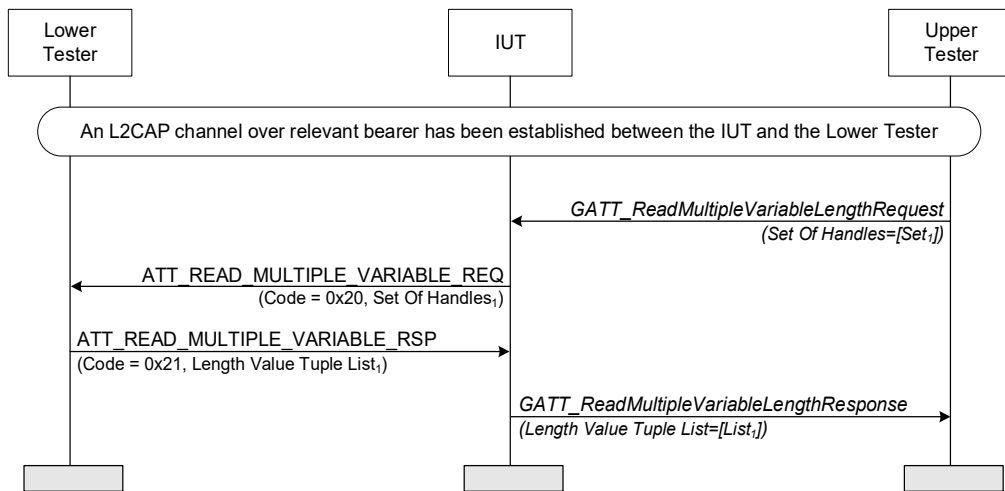 Lower
Tester
IUT
Upper
Tester
An L2CAP channel over relevant bearer has been established between the IUT and the Lower Tester
GATT_ReadMultipleVariableLengthRequest
(Set Of Handles=[Set₁])
ATT_READ_MULTIPLE_VARIABLE_REQ
(Code = 0x20, Set Of Handles₁)
ATT_READ_MULTIPLE_VARIABLE_RSP
(Code = 0x21, Length Value Tuple List₁)
GATT_ReadMultipleVariableLengthResponse
(Length Value Tuple List=[List₁])